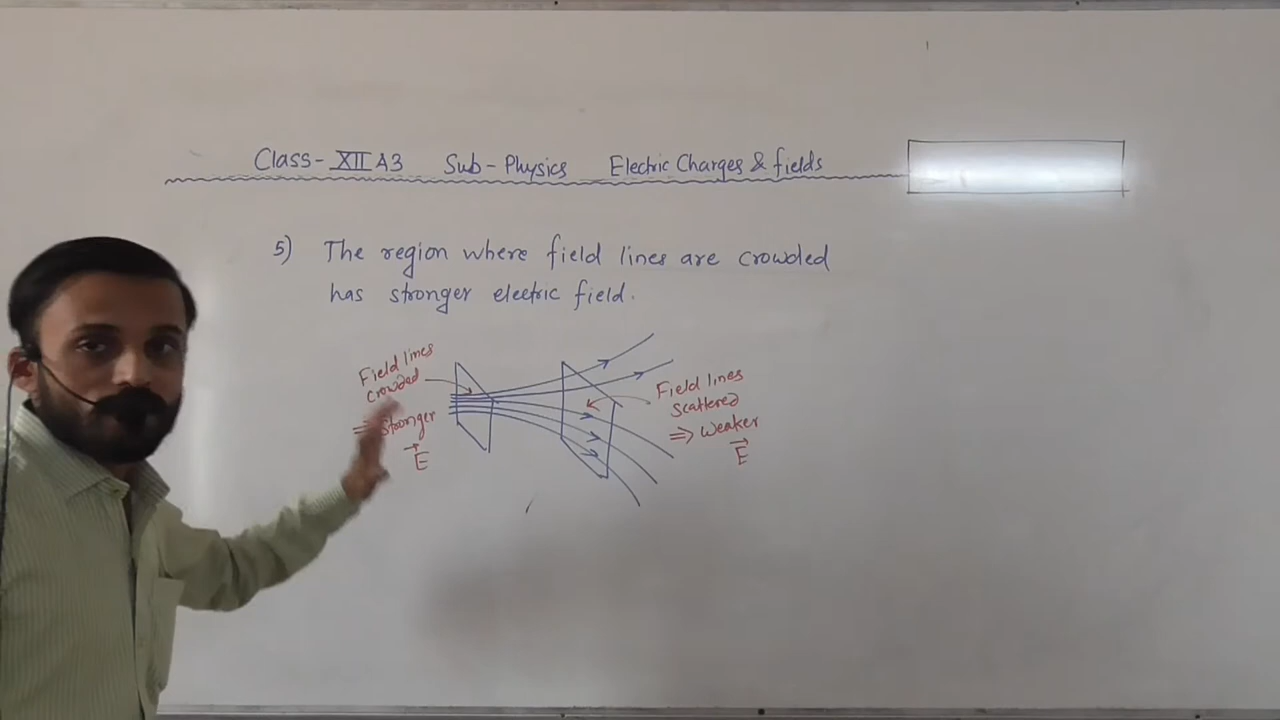 Class - XII A3 Sub - Physics Electric Charges & fields
5) The region where field lines are crowded
has stronger electric field.
Field lines
crowded
⇒ Stronger
E⃗
Field lines
scattered
⇒ Weaker
E⃗